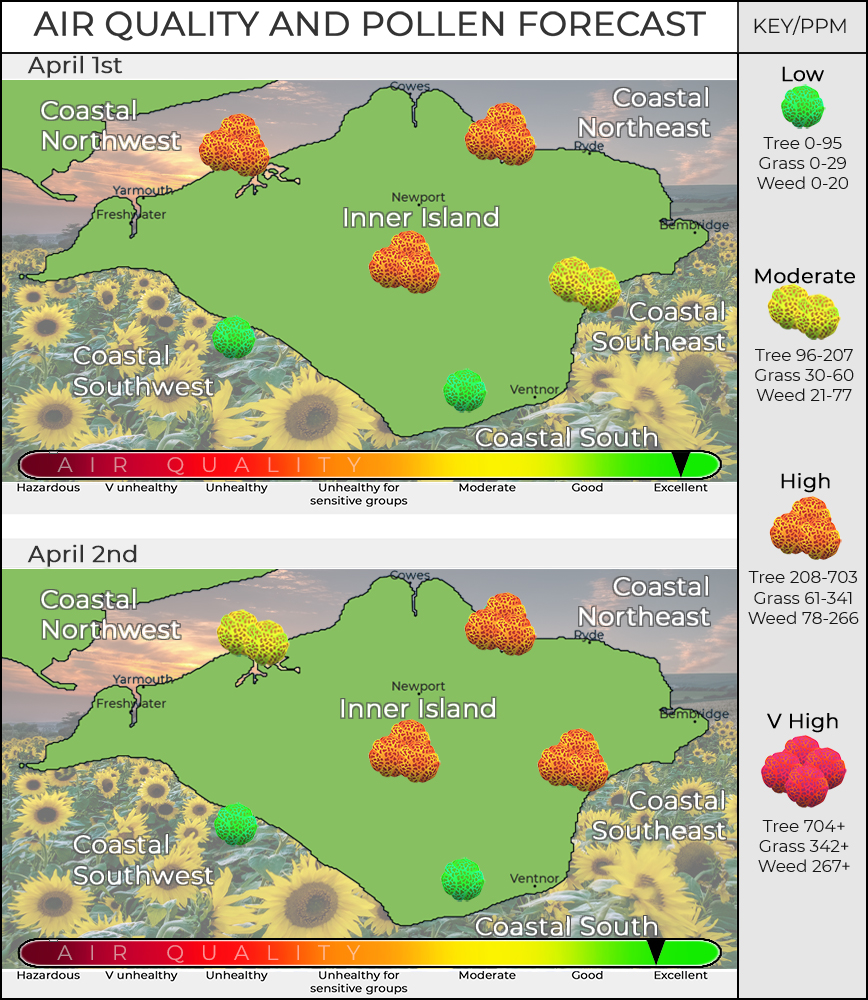 AIR QUALITY AND POLLEN FORECAST
KEY/PPM
April 1st
Cowes
Coastal
Northwest
Coastal
Northeast
Ryde
Yarmouth
Freshwater
Newport
Inner Island
Bembridge
Coastal
Southeast
Coastal
Southwest
Ventnor
Coastal South
AIR QUALITY
Hazardous
V unhealthy
Unhealthy
Unhealthy for
sensitive groups
Moderate
Good
Excellent
April 2nd
Cowes
Coastal
Northwest
Coastal
Northeast
Ryde
Yarmouth
Freshwater
Newport
Inner Island
Bembridge
Coastal
Southeast
Coastal
Southwest
Ventnor
Coastal South
AIR QUALITY
Hazardous
V unhealthy
Unhealthy
Unhealthy for
sensitive groups
Moderate
Good
Excellent
Low
Tree 0-95
Grass 0-29
Weed 0-20
Moderate
Tree 96-207
Grass 30-60
Weed 21-77
High
Tree 208-703
Grass 61-341
Weed 78-266
V High
Tree 704+
Grass 342+
Weed 267+